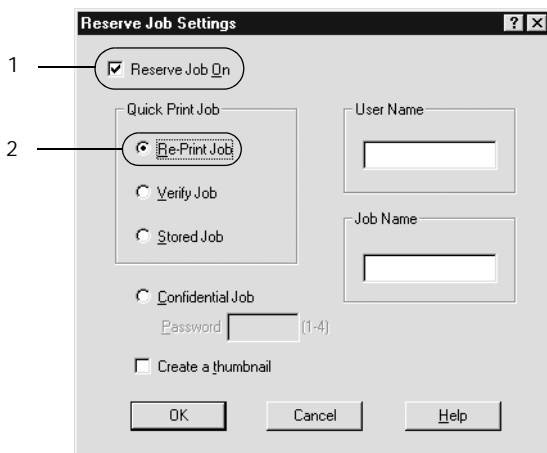 Reserve Job Settings
? X
1
Reserve Job On
Quick Print Job
User Name
2
Re-Print Job
Verify Job
Job Name
Stored Job
Confidential Job
Password
(1-4)
Create a thumbnail
OK
Cancel
Help